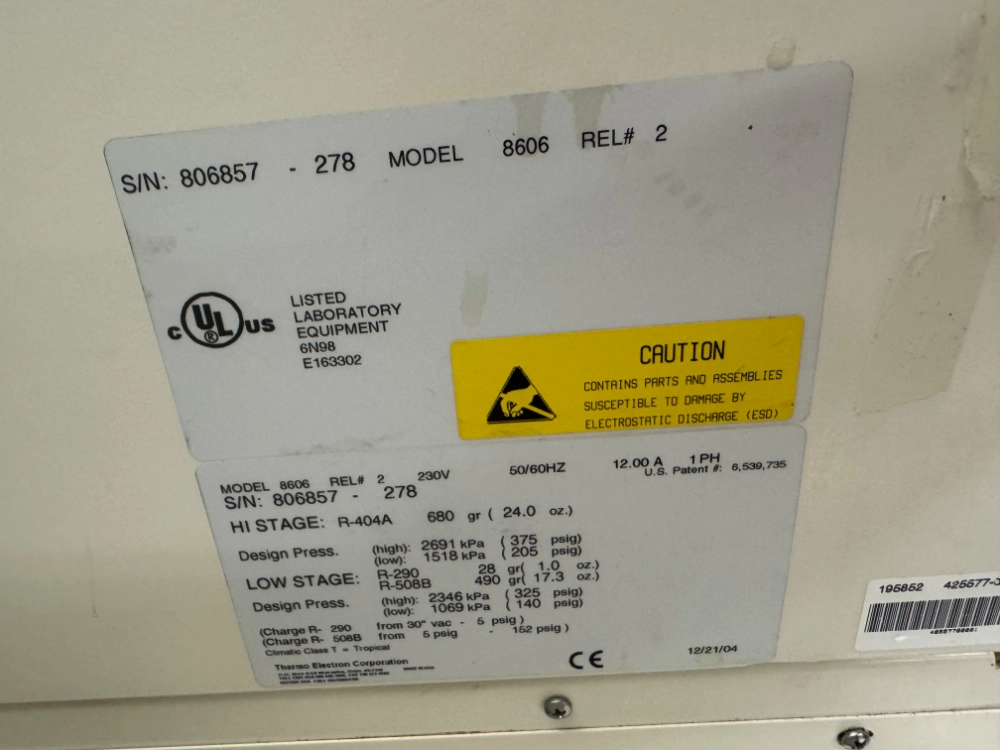 S/N: 806857 - 278 MODEL 8606 REL# 2
C UL US
®
LISTED
LABORATORY
EQUIPMENT
6N98
E163302
CAUTION
CONTAINS PARTS AND ASSEMBLIES
SUSCEPTIBLE TO DAMAGE BY
ELECTROSTATIC DISCHARGE (ESD)
MODEL 8606 REL# 2 230V 50/60HZ 12.00 A 1 PH
S/N: 806857 - 278 U.S. Patent #: 6,539,735
HI STAGE: R-404A 680 gr ( 24.0 oz.)
Design Press. (high): 2691 kPa ( 375 psig)
(low): 1518 kPa ( 205 psig)
LOW STAGE: R-290 28 gr( 1.0 oz.)
R-508B 490 gr( 17.3 oz.)
Design Press. (high): 2346 kPa ( 325 psig)
(low): 1069 kPa ( 140 psig)
(Charge R- 290 from 30" vac - 5 psig )
(Charge R- 508B from 5 psig - 152 psig )
Climatic Class T = Tropical
Thermo Electron Corporation
MADE IN USA
CE 12/21/04
195852 425577-